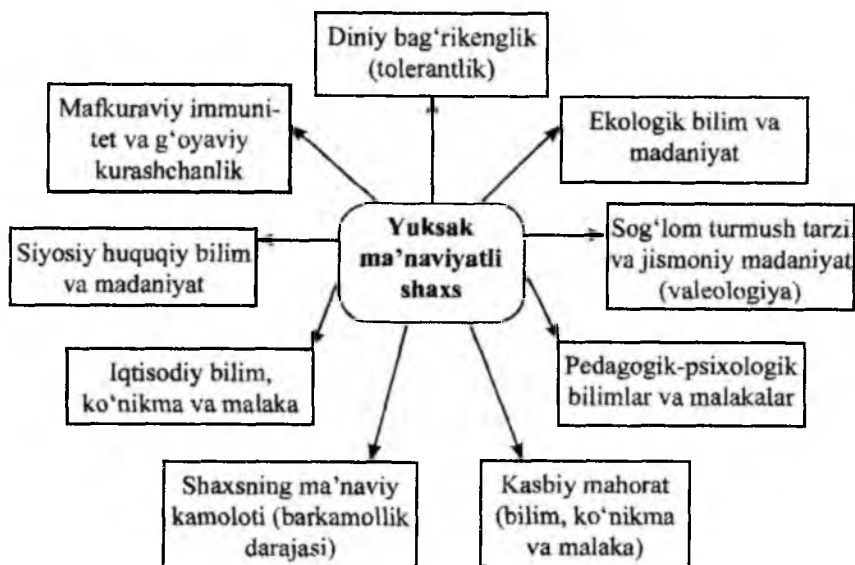 Diniy bag‘rikenglik
(tolerantlik)
Mafkuraviy immuni-
tet va g‘oyaviy
kurashchanlik
Ekologik bilim va
madaniyat
Yuksak
ma’naviyatli
shaxs
Siyosiy huquqiy bilim
va madaniyat
Sog‘lom turmush tarzi
va jismoniy madaniyat
(valeologiya)
Iqtisodiy bilim,
ko‘nikma va malaka
Pedagogik-psixologik
bilimlar va malakalar
Shaxsning ma’naviy
kamoloti (barkamollik
darajasi)
Kasbiy mahorat
(bilim, ko‘nikma
va malaka)